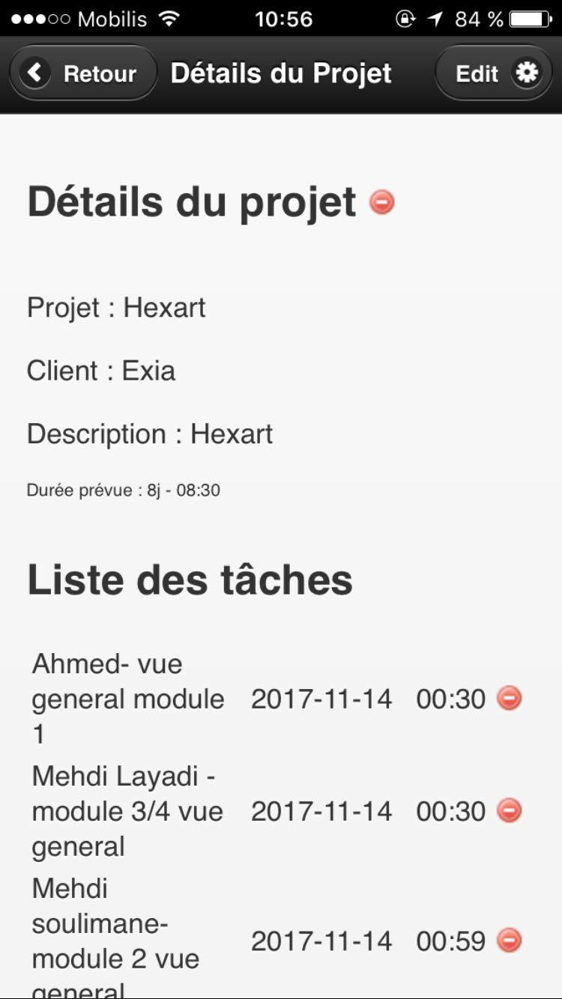 Mobilis 10:56 84 %
Retour Détails du Projet Edit
Détails du projet
Projet : Hexart
Client : Exia
Description : Hexart
Durée prévue : 8j - 08:30
Liste des tâches
Ahmed- vue
general module 2017-11-14 00:30
1
Mehdi Layadi -
module 3/4 vue 2017-11-14 00:30
general
Mehdi
soulimane-
module 2 vue 2017-11-14 00:59
general